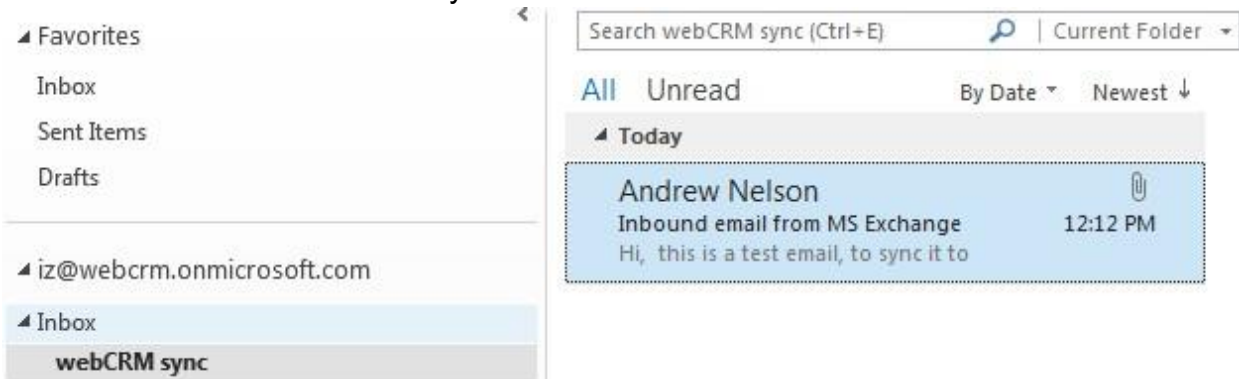 Favorites
Inbox
Sent Items
Drafts
iz@webcrm.onmicrosoft.com
Inbox
webCRM sync
Search webCRM sync (Ctrl+E) | Current Folder
All Unread By Date Newest ↓
Today
Andrew Nelson
Inbound email from MS Exchange 12:12 PM
Hi, this is a test email, to sync it to